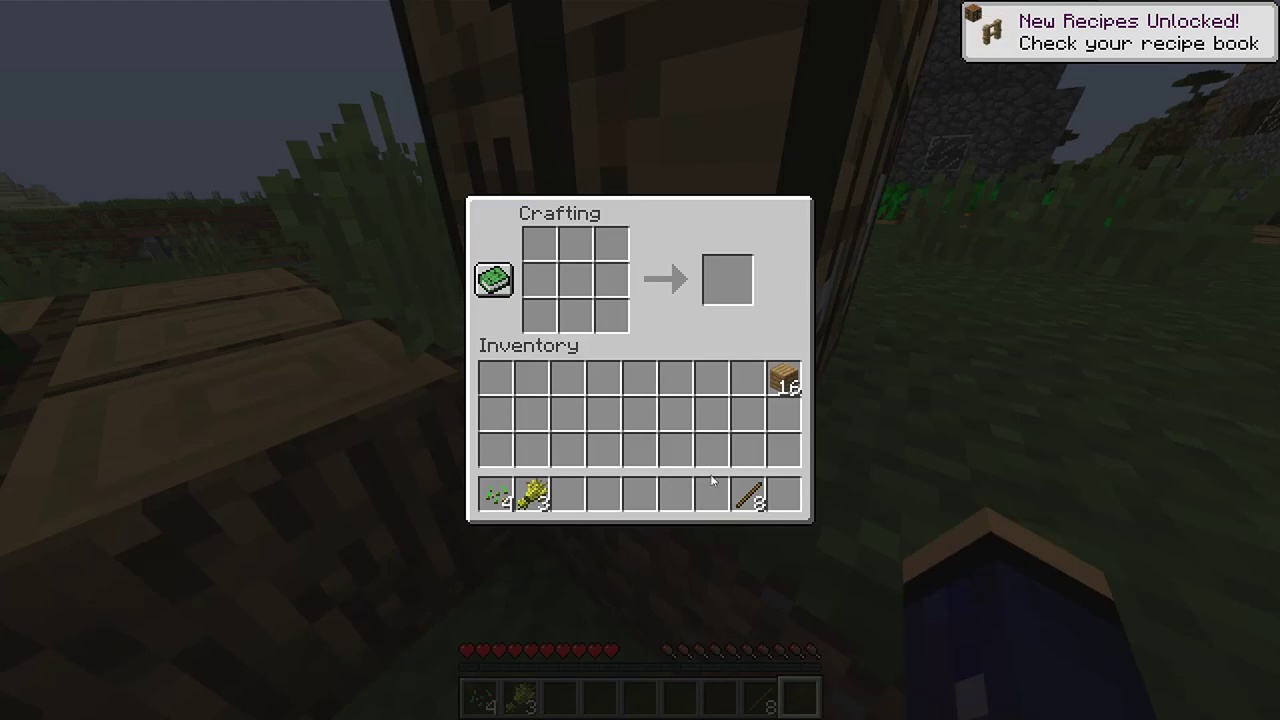 New Recipes Unlocked!
Check your recipe book
Crafting
Inventory
16
4 3 8
4 3 8